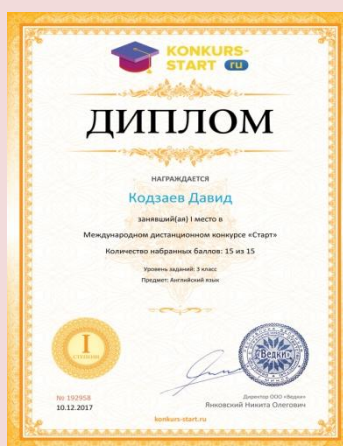 KONKURS-
START ru
ДИПЛОМ
НАГРАЖДАЕТСЯ
Кодзаев Давид
занявший(ая) I место в
Международном дистанционном конкурсе «Старт»
Количество набранных баллов: 15 из 15
Уровень заданий: 3 класс
Предмет: Английский язык
I
СТЕПЕНИ
«Ведки»
№ 192958
10.12.2017
Директор ООО «Ведки»
Янковский Никита Олегович
konkurs-start.ru